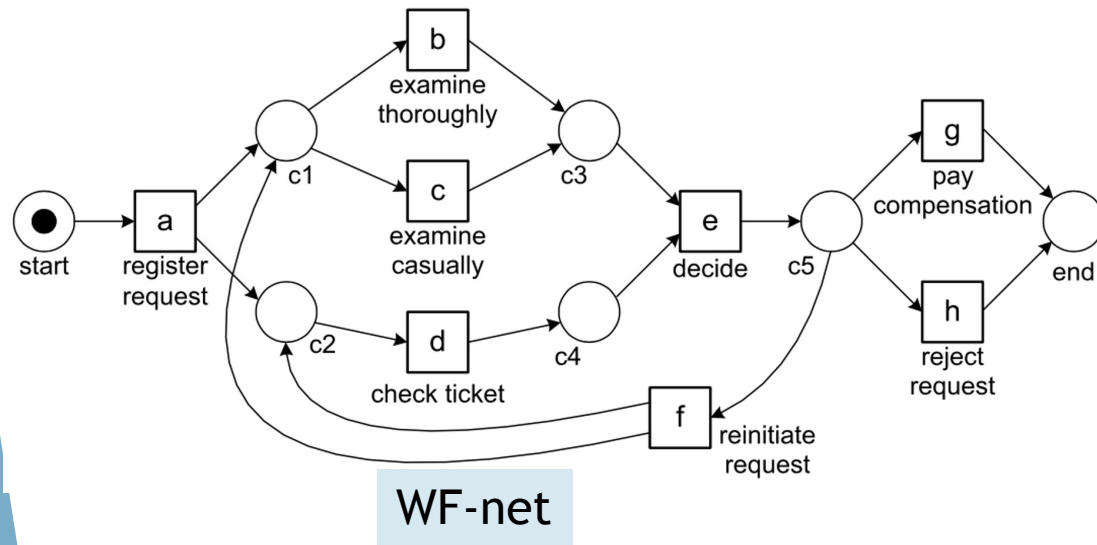 b
examine
thoroughly
c1
c3
g
pay
compensation
a
c
e
start
register
request
examine
casually
decide
c5
end
c2
d
c4
h
check ticket
reject
request
f
reinitiate
request
WF-net